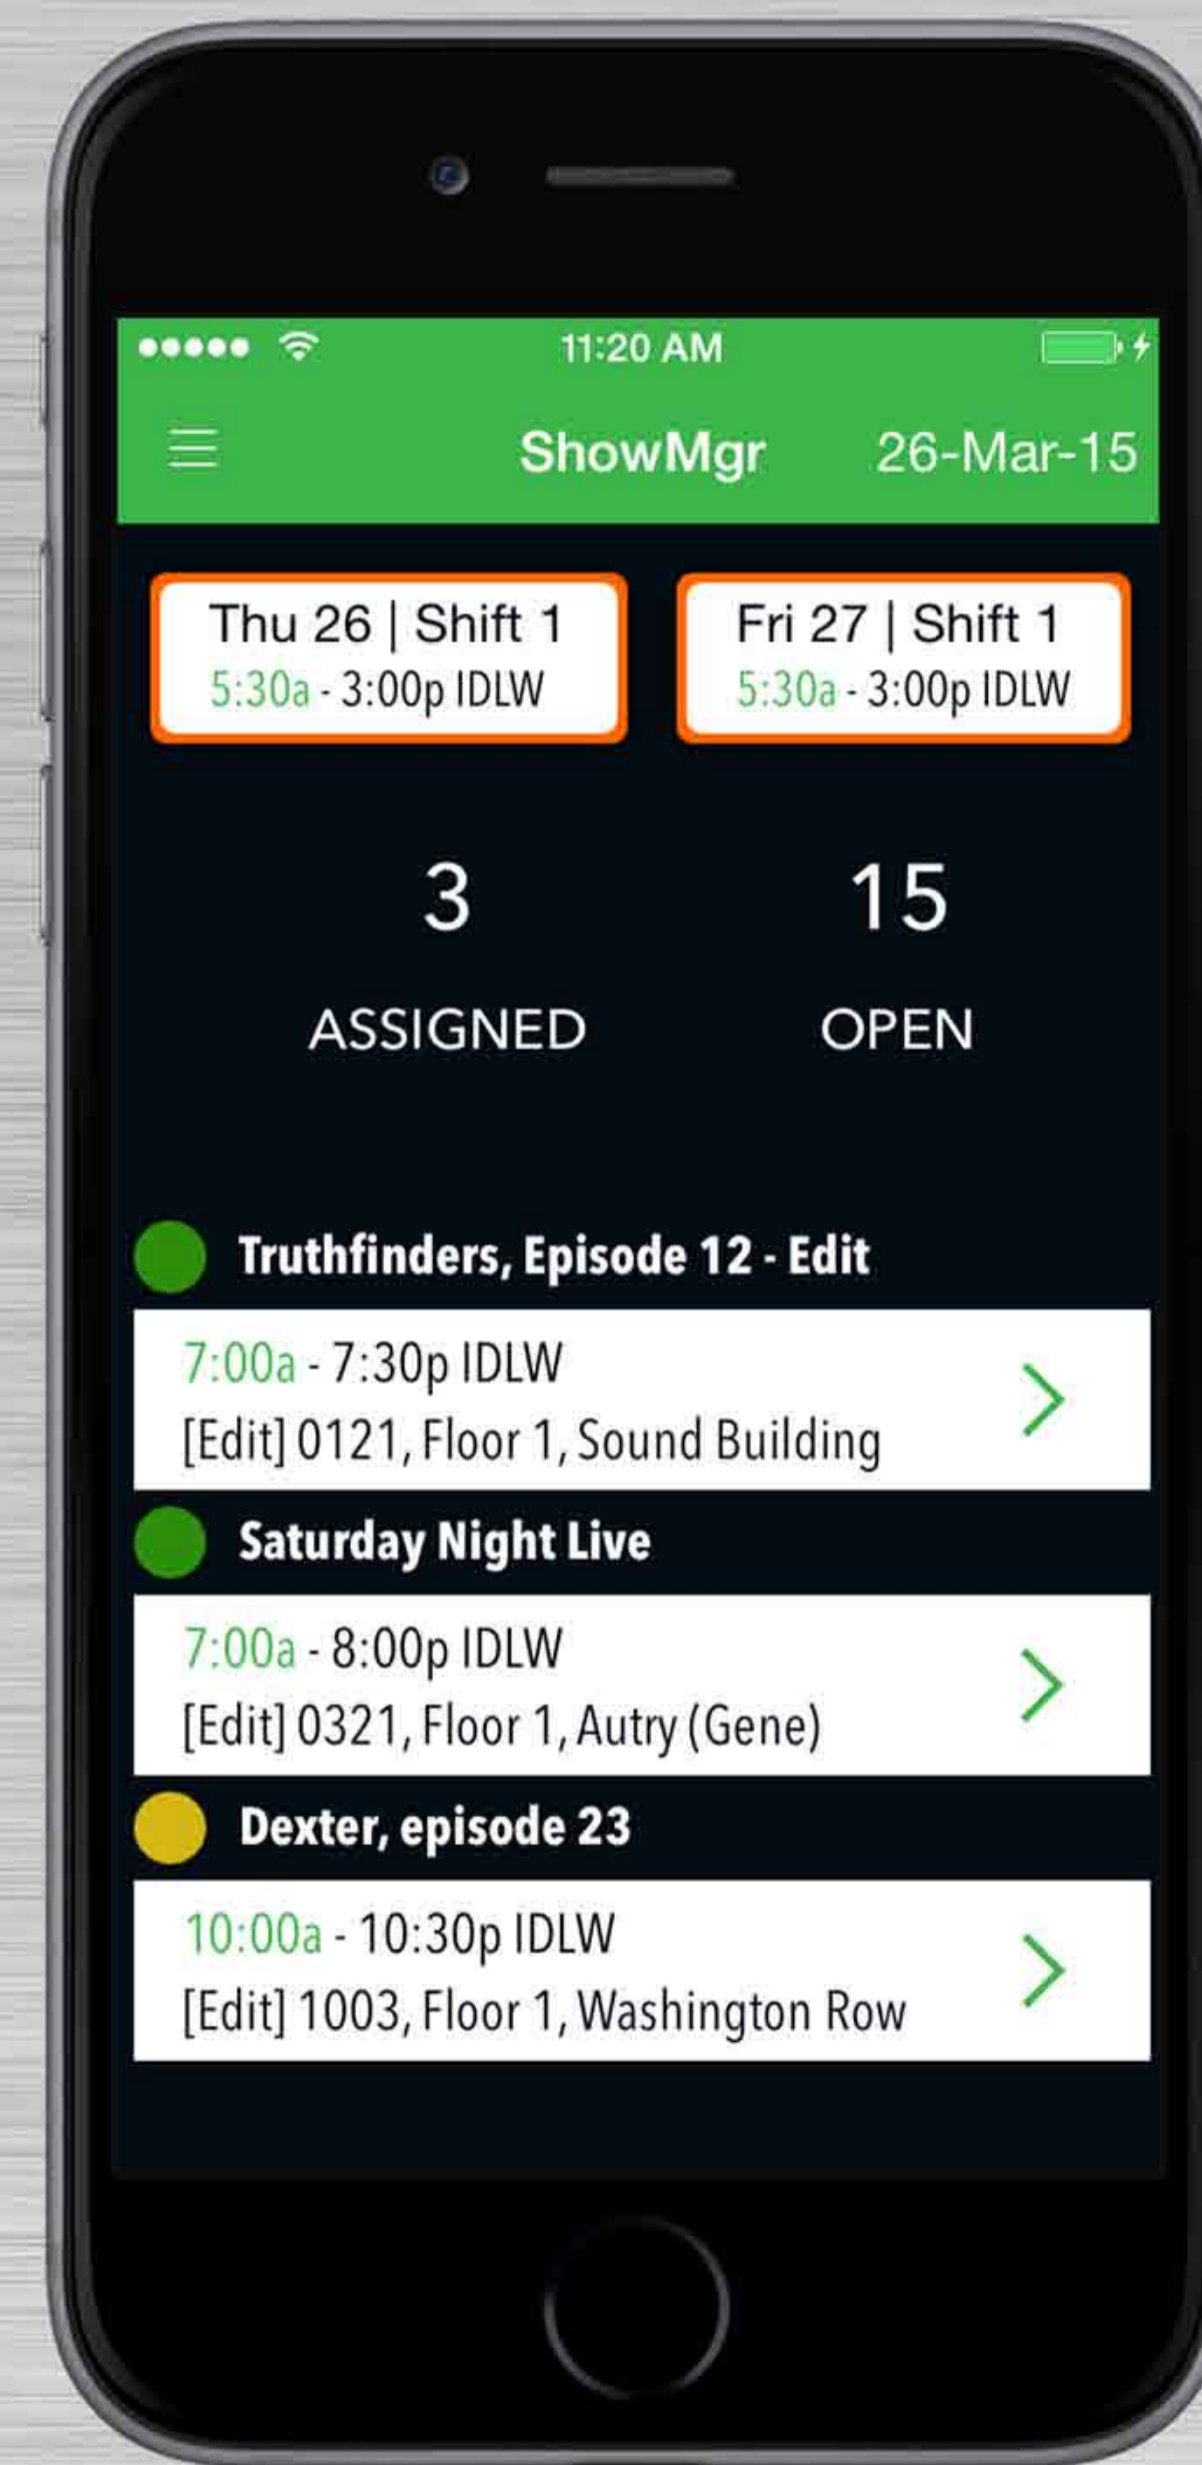 11:20 AM
ShowMgr 26-Mar-15
Thu 26 | Shift 1
5:30a - 3:00p IDLW
Fri 27 | Shift 1
5:30a - 3:00p IDLW
3
ASSIGNED
15
OPEN
Truthfinders, Episode 12 - Edit
7:00a - 7:30p IDLW
[Edit] 0121, Floor 1, Sound Building
Saturday Night Live
7:00a - 8:00p IDLW
[Edit] 0321, Floor 1, Autry (Gene)
Dexter, episode 23
10:00a - 10:30p IDLW
[Edit] 1003, Floor 1, Washington Row